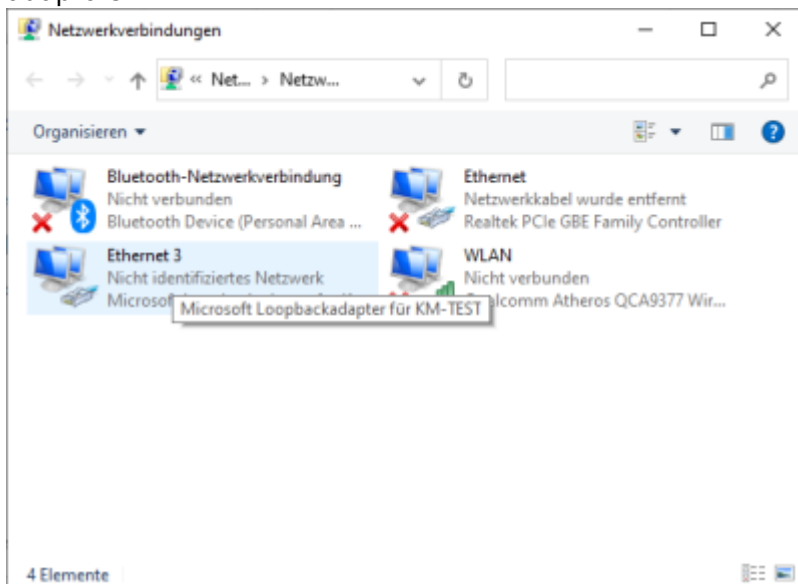 Netzwerkverbindungen
« Net... > Netzw...
Organisieren
Bluetooth-Netzwerkverbindung
Nicht verbunden
Bluetooth Device (Personal Area ...
Ethernet
Netzwerkkabel wurde entfernt
Realtek PCIe GBE Family Controller
Ethernet 3
Nicht identifiziertes Netzwerk
Microsoft Loopbackadapter für KM-TEST
WLAN
Nicht verbunden
Atheros QCA9377 Wir...
4 Elemente